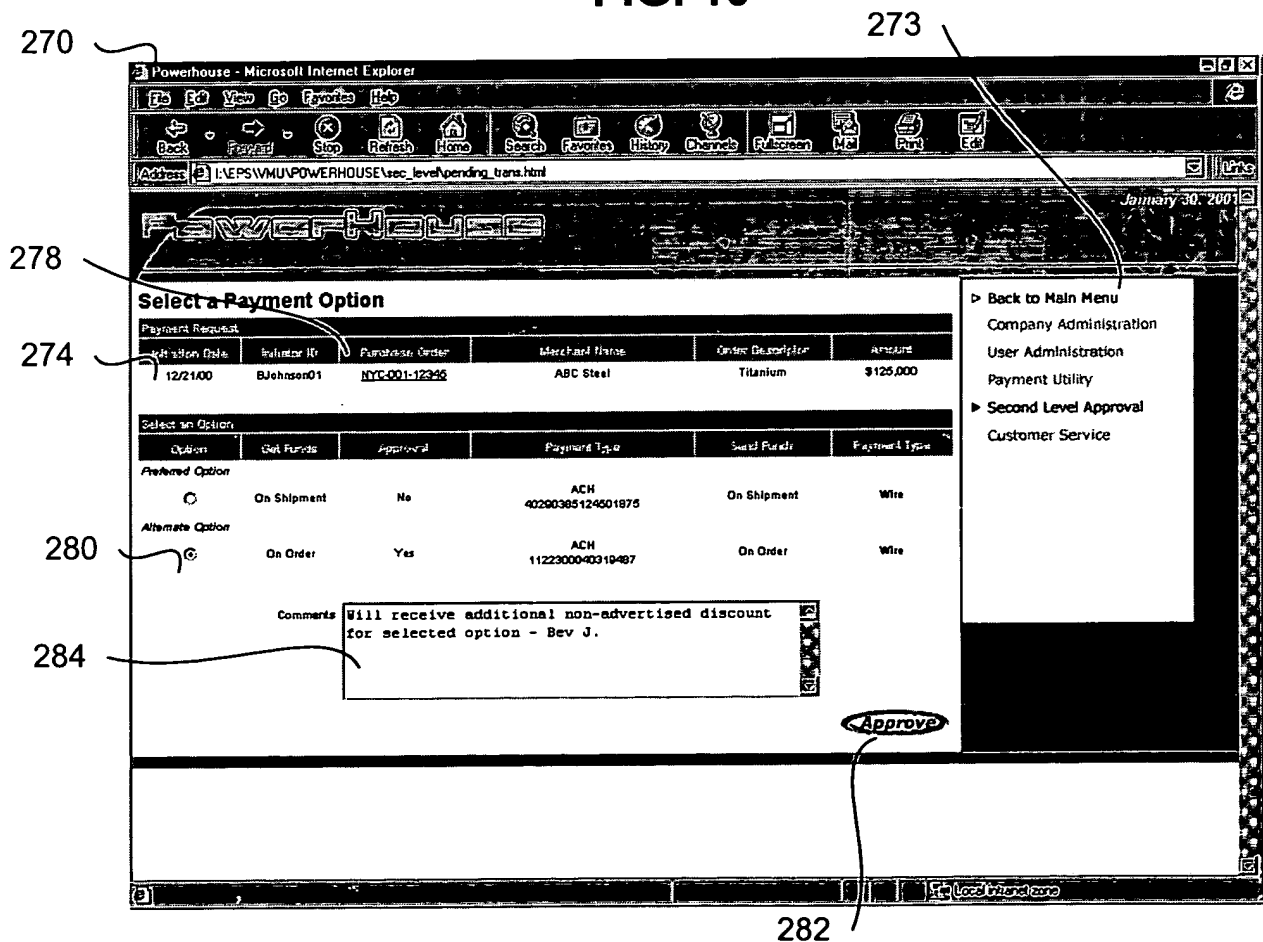 273
270
Powerhouse - Microsoft Internet Explorer
File Edit View Go Favorites Help
Back Forward Stop Refresh Home Search Favorites History Channels Fullscreen Mail Print Edit
Address I:\EPS\VMU\POWERHOUSE\sec_level\pending_trans.html Links
January 30, 2001
PowerHouse
278
Select a Payment Option
Payment Request
Initiation Date Initiator ID Purchase Order Merchant Name Order Description Amount
274
12/21/00 BJohnson01 NYC-001-12345 ABC Steel Titanium $125,000
Select an Option
Option Get Funds Approval Payment Type Send Funds Payment Type
Preferred Option
On Shipment No ACH 40290385124501875 On Shipment Wire
Alternate Option
280
On Order Yes ACH 1122300040319487 On Order Wire
Comments Will receive additional non-advertised discount
for selected option - Bev J.
284
Approve
Back to Main Menu
Company Administration
User Administration
Payment Utility
Second Level Approval
Customer Service
Local intranet zone
282